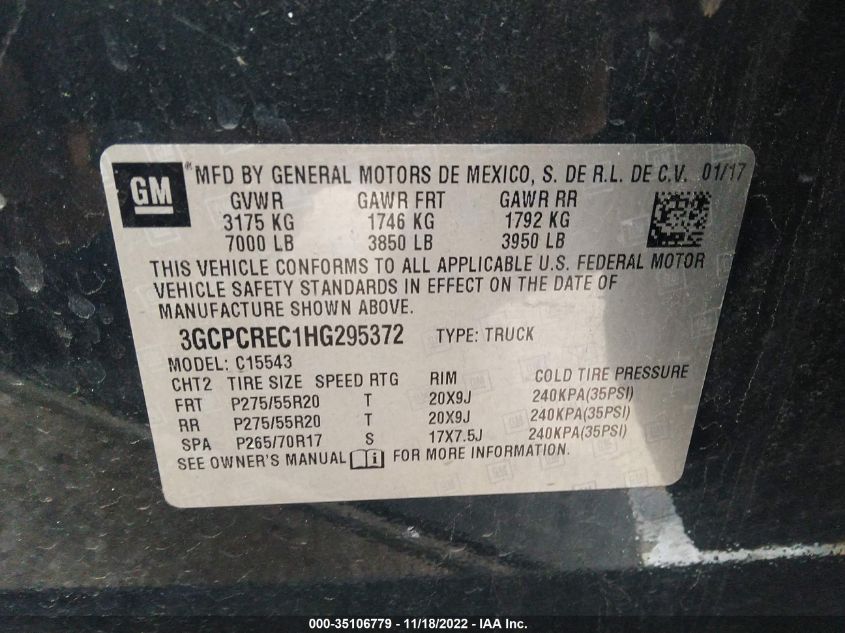 GM MFD BY GENERAL MOTORS DE MEXICO, S. DE R.L. DE C.V. 01/17
GVWR GAWR FRT GAWR RR
3175 KG 1746 KG 1792 KG
7000 LB 3850 LB 3950 LB
THIS VEHICLE CONFORMS TO ALL APPLICABLE U.S. FEDERAL MOTOR
VEHICLE SAFETY STANDARDS IN EFFECT ON THE DATE OF
MANUFACTURE SHOWN ABOVE.
3GCPCREC1HG295372 TYPE: TRUCK
MODEL: C15543
CHT2 TIRE SIZE SPEED RTG RIM COLD TIRE PRESSURE
FRT P275/55R20 T 20X9J 240KPA(35PSI)
RR P275/55R20 T 20X9J 240KPA(35PSI)
SPA P265/70R17 S 17X7.5J 240KPA(35PSI)
SEE OWNER'S MANUAL i FOR MORE INFORMATION.
000-35106779 - 11/18/2022 - IAA Inc.